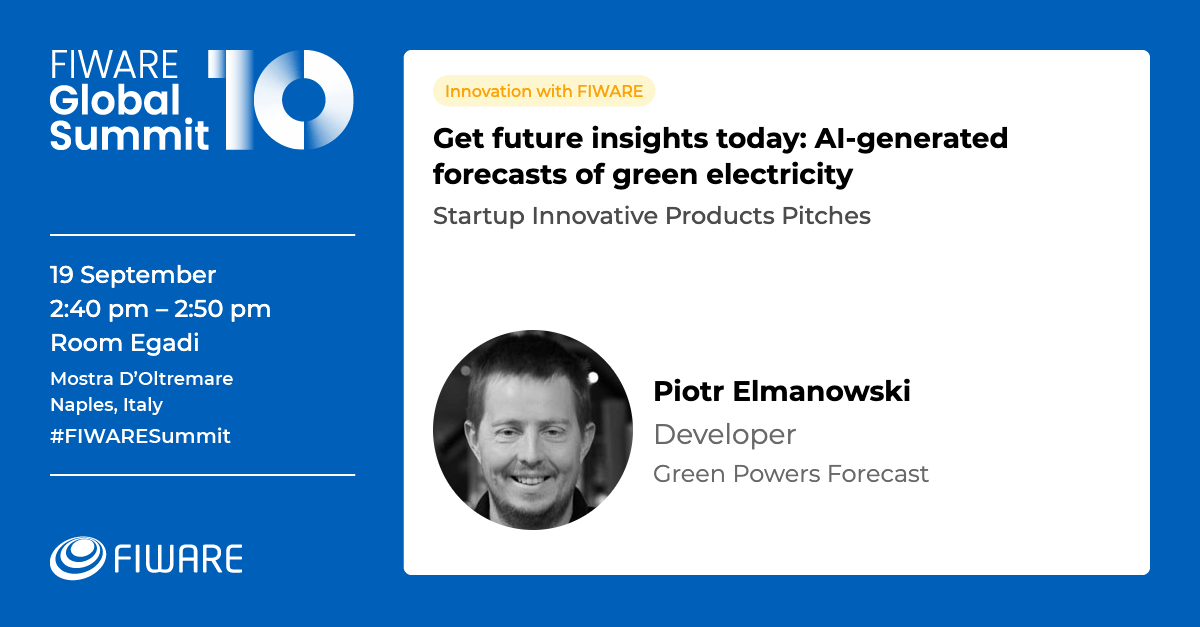 FIWARE
Global
Summit
10
19 September
2:40 pm – 2:50 pm
Room Egadi
Mostra D’Oltremare
Naples, Italy
#FIWARESummit
FIWARE
Innovation with FIWARE
Get future insights today: AI-generated
forecasts of green electricity
Startup Innovative Products Pitches
Piotr Elmanowski
Developer
Green Powers Forecast